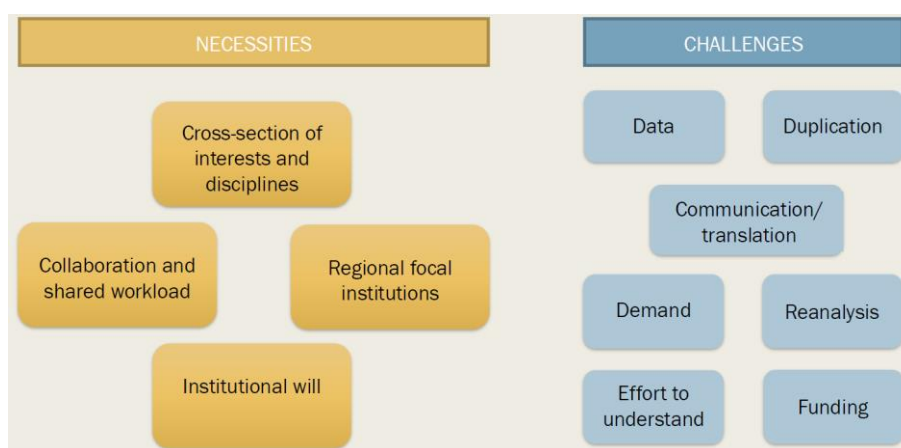 NECESSITIES
Cross-section of
interests and
disciplines
Collaboration and
shared workload
Regional focal
institutions
Institutional will
CHALLENGES
Data
Duplication
Communication/
translation
Demand
Reanalysis
Effort to
understand
Funding